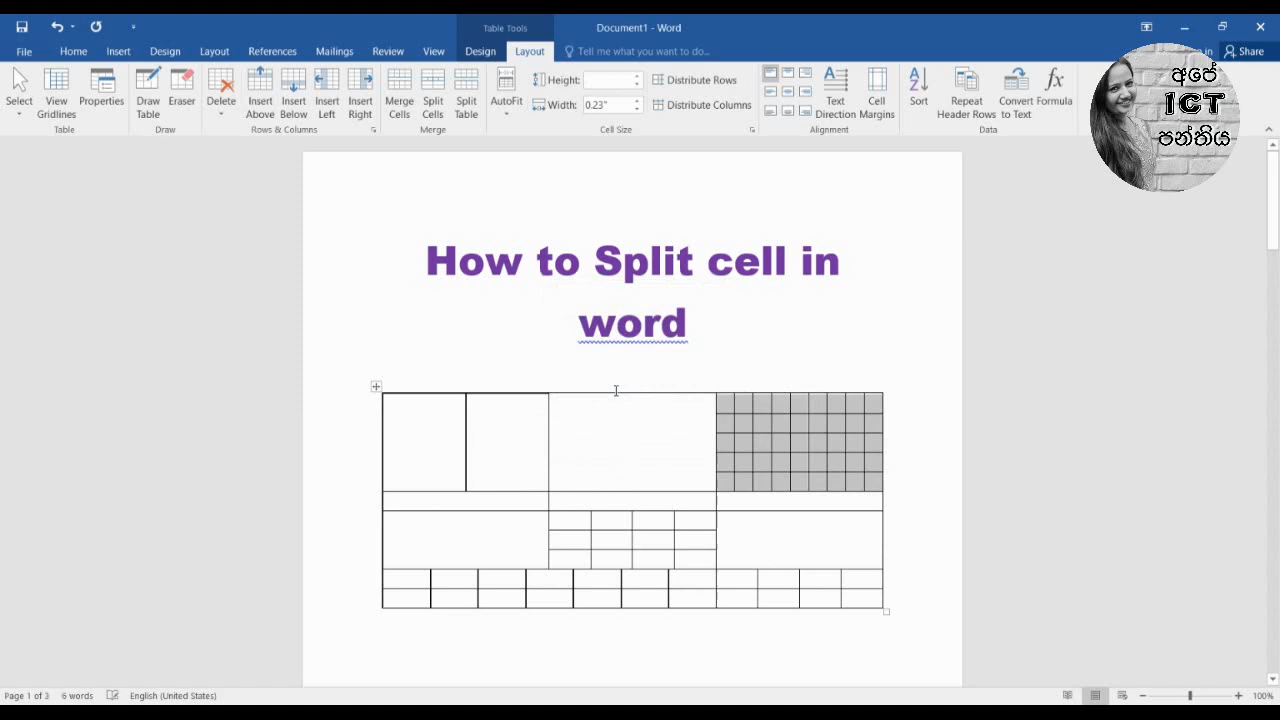 Table Tools
Document1 - Word
File Home Insert Design Layout References Mailings Review View Design Layout Tell me what you want to do... in Share
Select View Gridlines Properties Draw Table Eraser Delete Insert Above Insert Below Insert Left Insert Right Merge Cells Split Cells Split Table AutoFit Height: Width: 0.23" Distribute Rows Distribute Columns Text Direction Cell Margins Sort Repeat Header Rows Convert to Text fx Formula
Table Draw Rows & Columns Merge Cell Size Alignment Data
අපේ
ICT
පන්තිය
How to Split cell in
word
Page 1 of 3 6 words English (United States) 100%